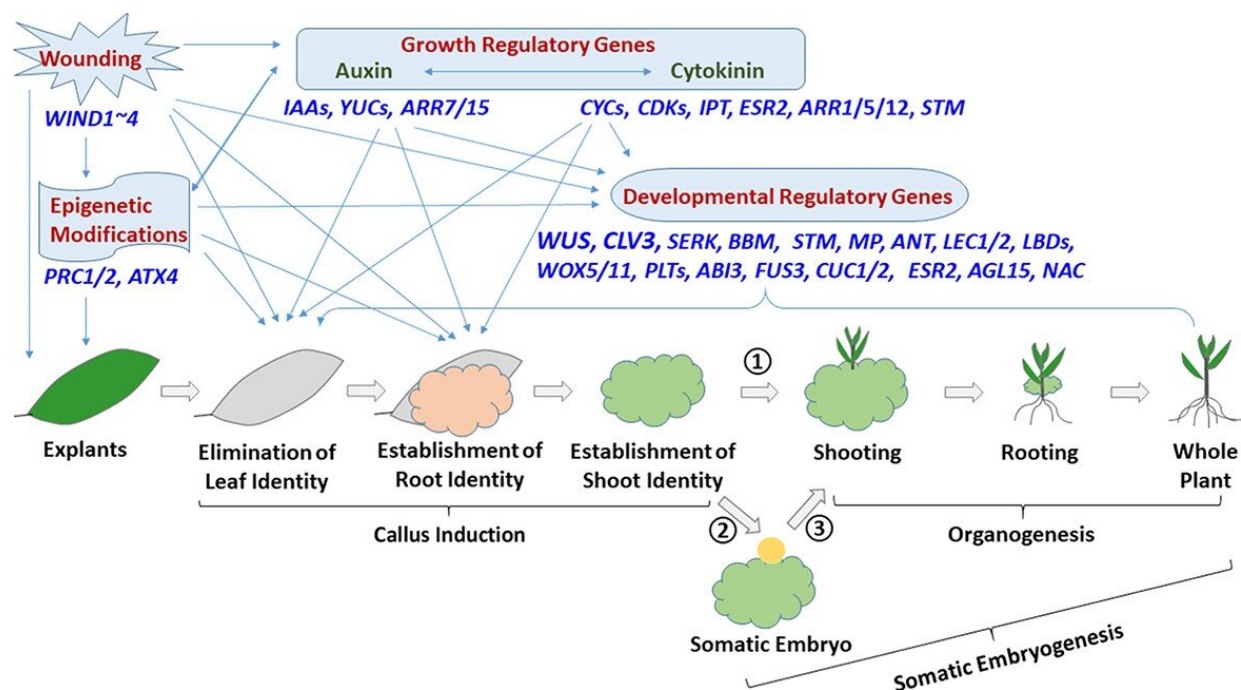 Wounding
WIND1~4
Growth Regulatory Genes
Auxin
Cytokinin
IAAs, YUCs, ARR7/15
CYCs, CDKs, IPT, ESR2, ARR1/5/12, STM
Epigenetic
Modifications
PRC1/2, ATX4
Developmental Regulatory Genes
WUS, CLV3, SERK, BBM, STM, MP, ANT, LEC1/2, LBDs,
WOX5/11, PLTs, ABI3, FUS3, CUC1/2, ESR2, AGL15, NAC
①
Explants
Elimination of
Leaf Identity
Establishment of
Root Identity
Establishment of
Shoot Identity
Shooting
Rooting
Whole
Plant
Callus Induction
②
③
Organogenesis
Somatic Embryo
Somatic Embryogenesis